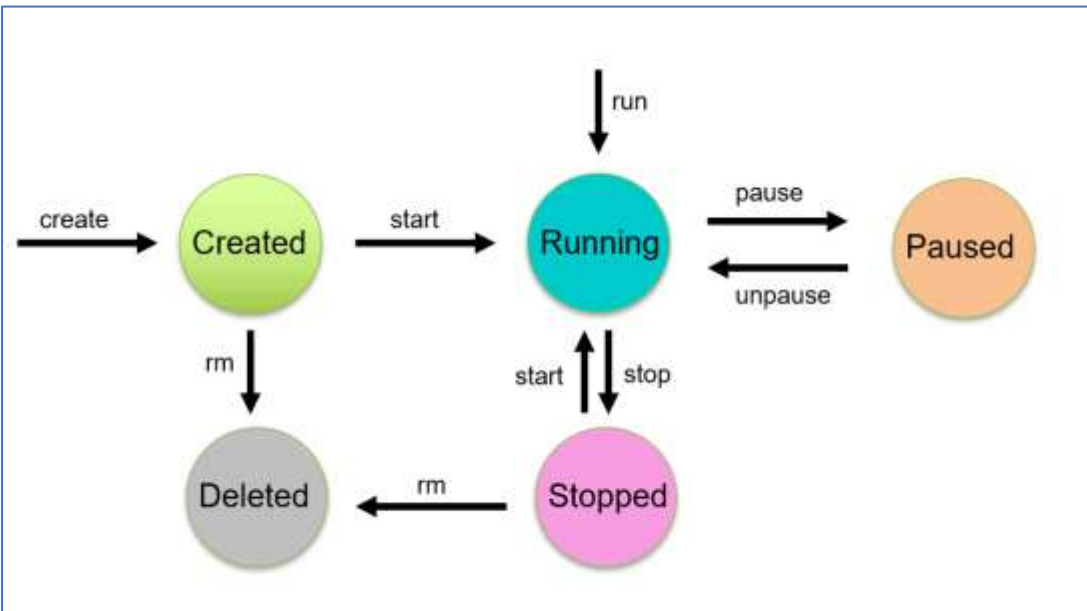 run
create
Created
start
Running
pause
unpause
Paused
rm
start
stop
Deleted
rm
Stopped